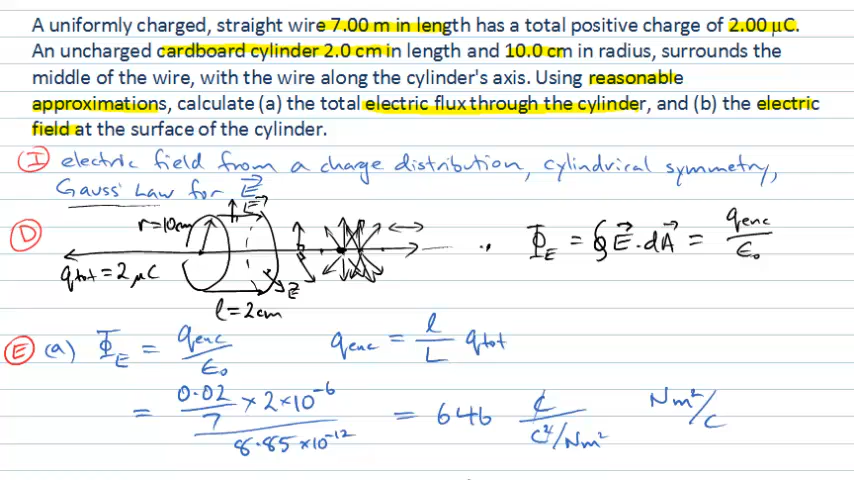 A uniformly charged, straight wire 7.00 m in length has a total positive charge of 2.00 µC.
An uncharged cardboard cylinder 2.0 cm in length and 10.0 cm in radius, surrounds the
middle of the wire, with the wire along the cylinder's axis. Using reasonable
approximations, calculate (a) the total electric flux through the cylinder, and (b) the electric
field at the surface of the cylinder.
I electric field from a charge distribution, cylindvical symmetry,
Gauss' Law for E⃗
D r=10cm E⃗ ∴ Φ_E = ∮ E⃗ · dA⃗ = q_enc/ε₀
q_tot = 2 µC E⃗
l = 2cm
E (a) Φ_E = q_enc/ε₀ q_enc = l/L q_tot
= (0.02/7 × 2×10⁻⁶)/(8.85 ×10⁻¹²) = 646 C/(C²/Nm²) Nm²/C